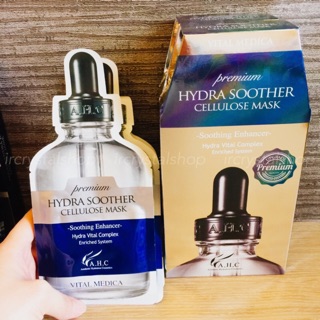 A.H.C
premium
HYDRA SOOTHER
CELLULOSE MASK
-Soothing Enhancer-
Hydra Vital Complex
Enriched System
A.H.C
VITAL MEDICA
premium
HYDRA SOOTHER
CELLULOSE MASK
-Soothing Enhancer-
Hydra Vital Complex
Enriched System
Premium